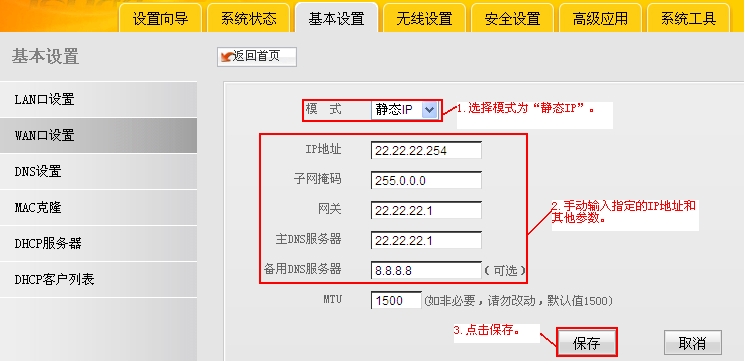 设置向导 系统状态 基本设置 无线设置 安全设置 高级应用 系统工具
基本设置
返回首页
LAN口设置
WAN口设置
DNS设置
MAC克隆
DHCP服务器
DHCP客户列表
模 式 静态IP
1.选择模式为“静态IP”。
IP地址 22.22.22.254
子网掩码 255.0.0.0
网关 22.22.22.1
主DNS服务器 22.22.22.1
备用DNS服务器 8.8.8.8 (可选)
2.手动输入指定的IP地址和
其他参数。
MTU 1500 (如非必要，请勿改动，默认值1500)
3.点击保存。
保存 取消